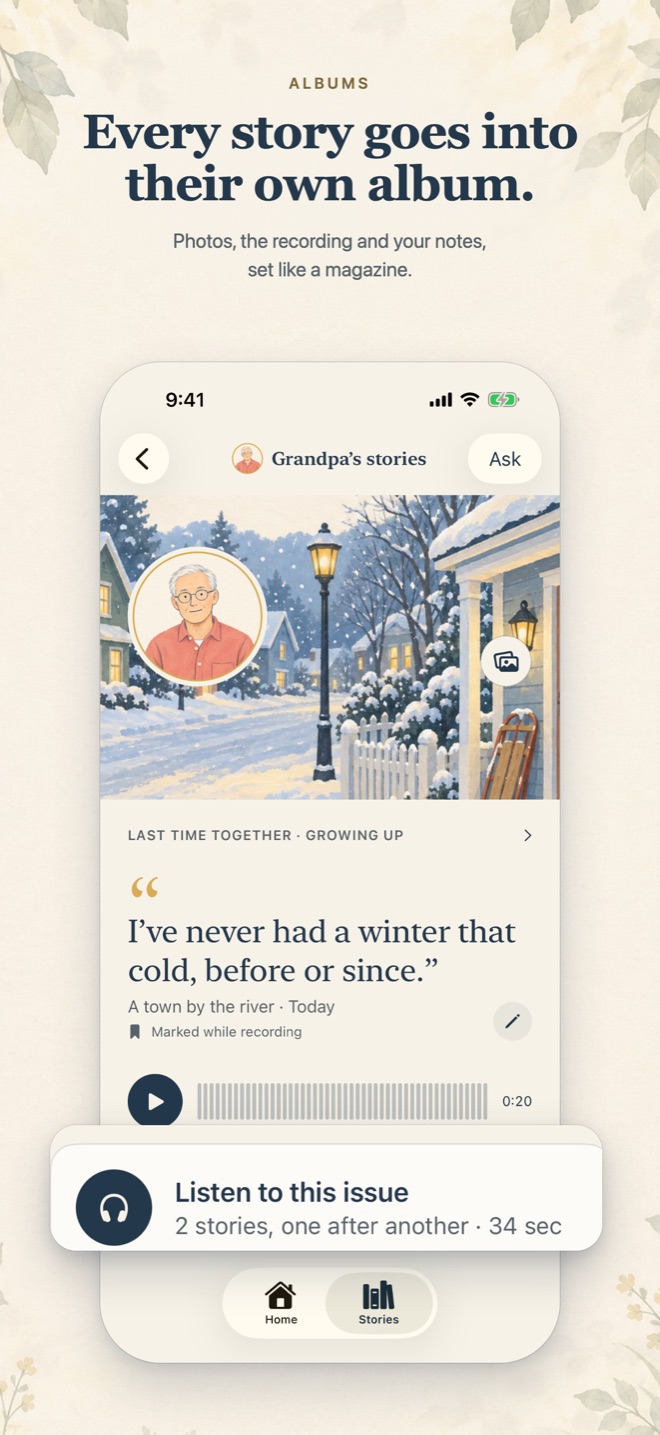 ALBUMS
Every story goes into
their own album.
Photos, the recording and your notes,
set like a magazine.
9:41
Grandpa’s stories
Ask
LAST TIME TOGETHER · GROWING UP
“
I’ve never had a winter that
cold, before or since.”
A town by the river · Today
Marked while recording
0:20
Listen to this issue
2 stories, one after another · 34 sec
Home
Stories